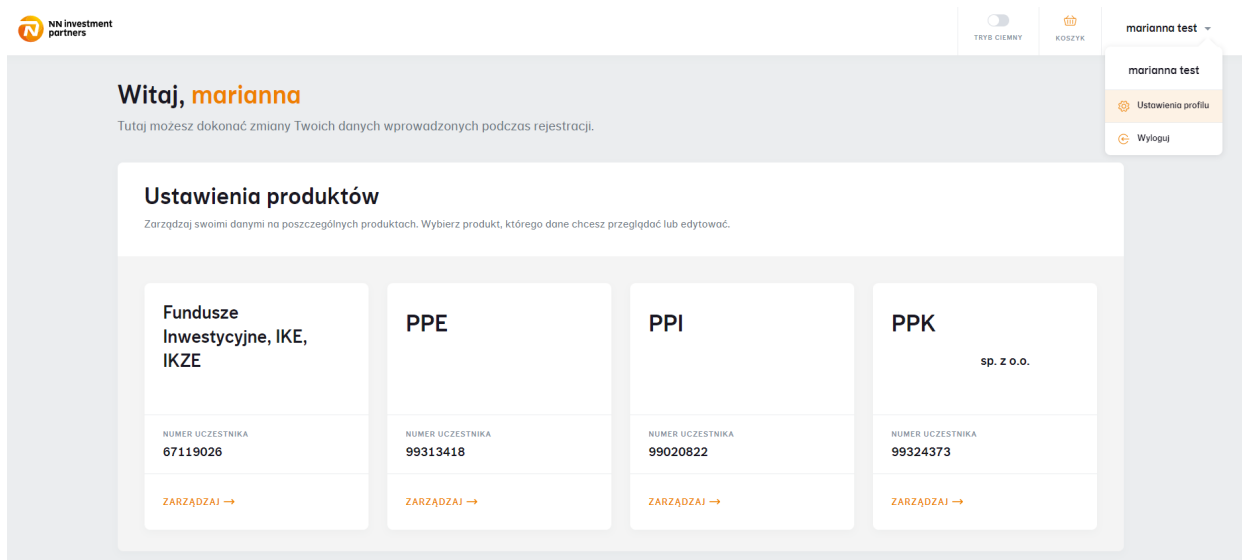 NN investment
partners
TRYB CIEMNY
KOSZYK
marianna test
marianna test
Ustawienia profilu
Wyloguj
Witaj, marianna
Tutaj możesz dokonać zmiany Twoich danych wprowadzonych podczas rejestracji.
Ustawienia produktów
Zarządzaj swoimi danymi na poszczególnych produktach. Wybierz produkt, którego dane chcesz przeglądać lub edytować.
Fundusze
Inwestycyjne, IKE,
IKZE
NUMER UCZESTNIKA
67119026
ZARZĄDZAJ →
PPE
NUMER UCZESTNIKA
99313418
ZARZĄDZAJ →
PPI
NUMER UCZESTNIKA
99020822
ZARZĄDZAJ →
PPK
sp. z o.o.
NUMER UCZESTNIKA
99324373
ZARZĄDZAJ →